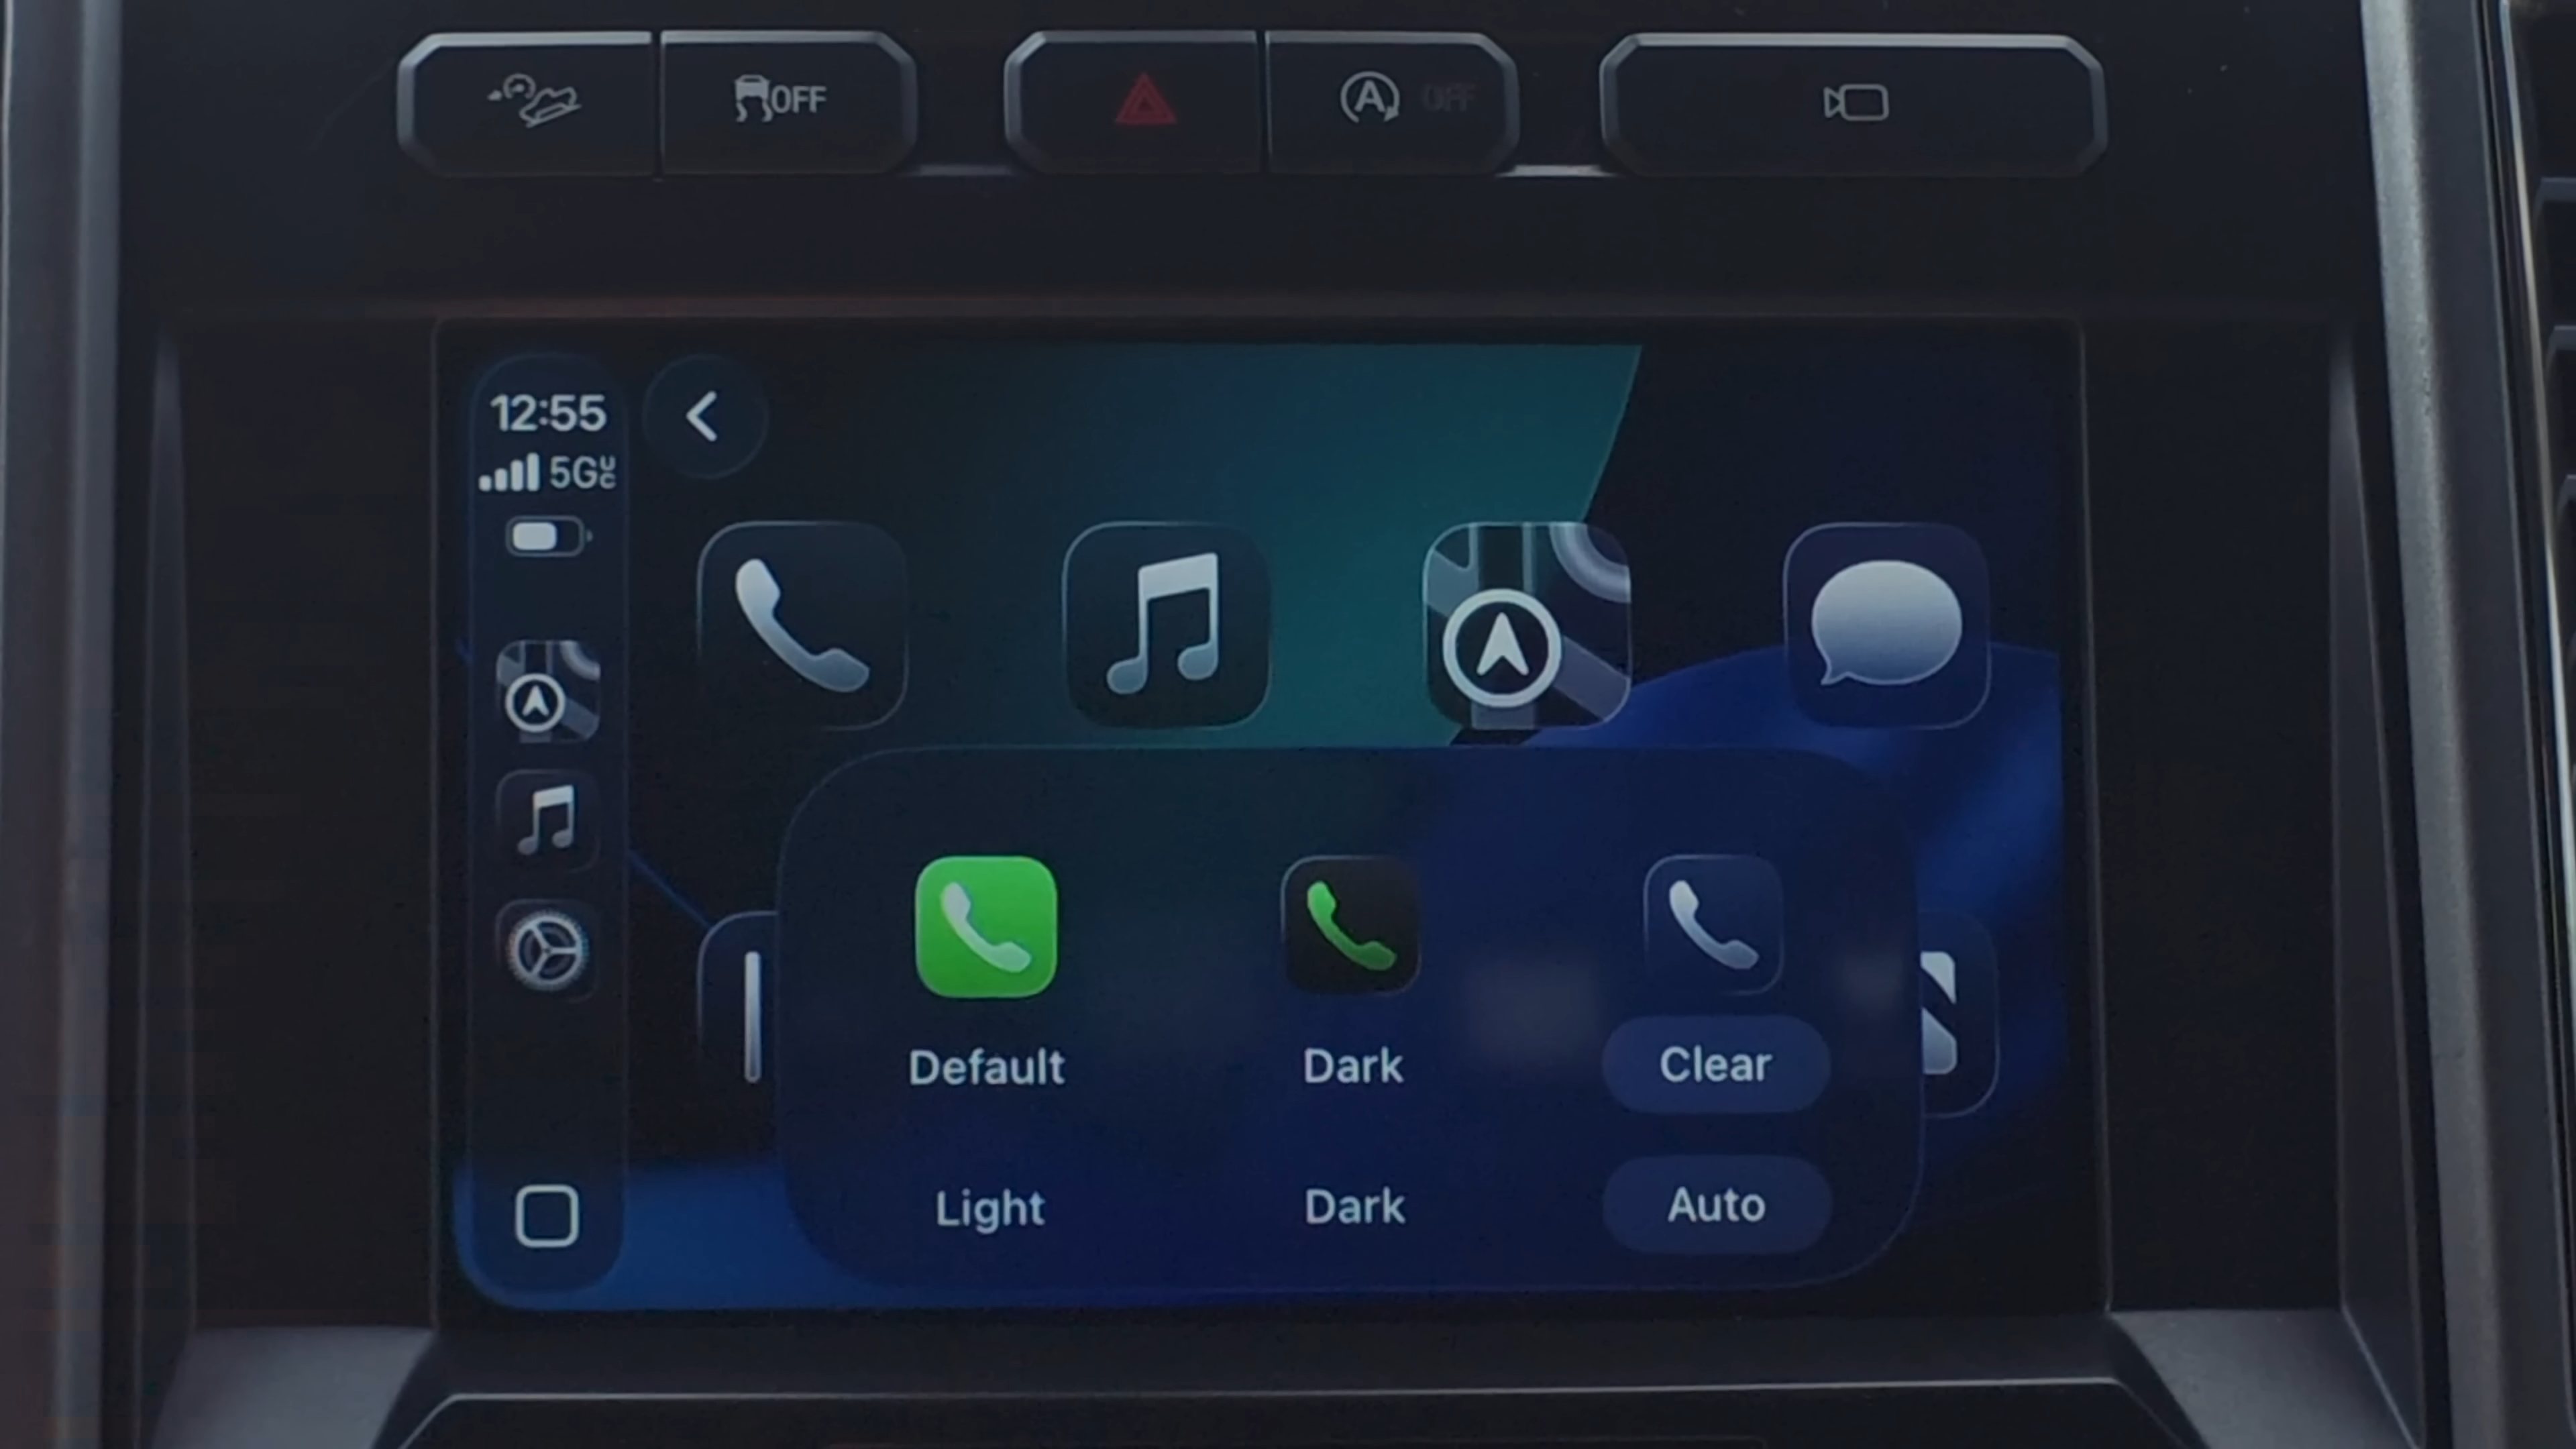 OFF
A OFF
12:55
5G UC
Default
Dark
Clear
Light
Dark
Auto